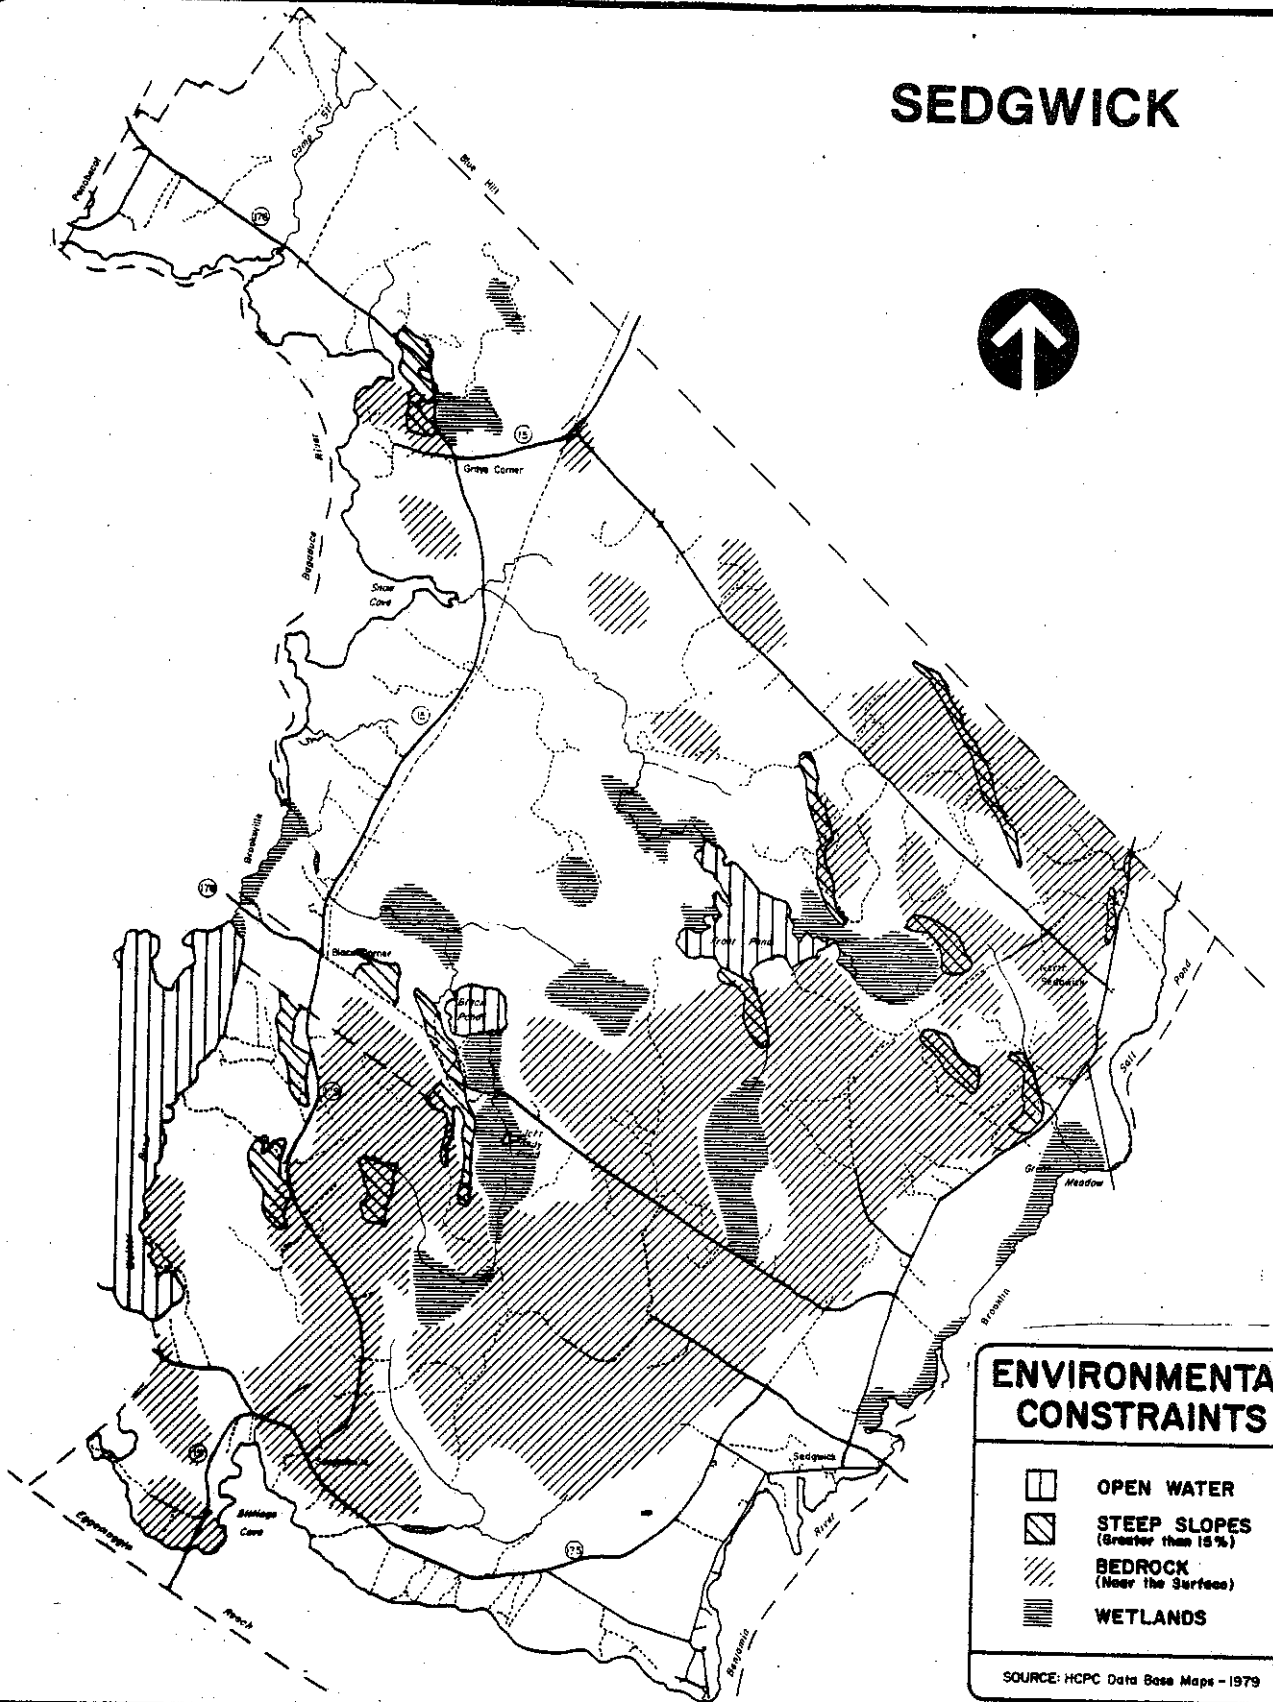 SEDGWICK
Penobscot
Camp Str
Blue Hill
176
River
Bagaduce
15
Grays Corner
Snow
Cove
15
Brooksville
176
Black Corner
Frost Pond
Black
Pond
North
Sedgwick
Salt Pond
Great
Meadow
Brooklin
Sedgwick
Billings
Cove
175
Eggemoggin
Reach
Benjamin
River
ENVIRONMENTA
CONSTRAINTS
OPEN WATER
STEEP SLOPES
(Greater than 15%)
BEDROCK
(Near the Surface)
WETLANDS
SOURCE: HCPC Data Base Maps - 1979